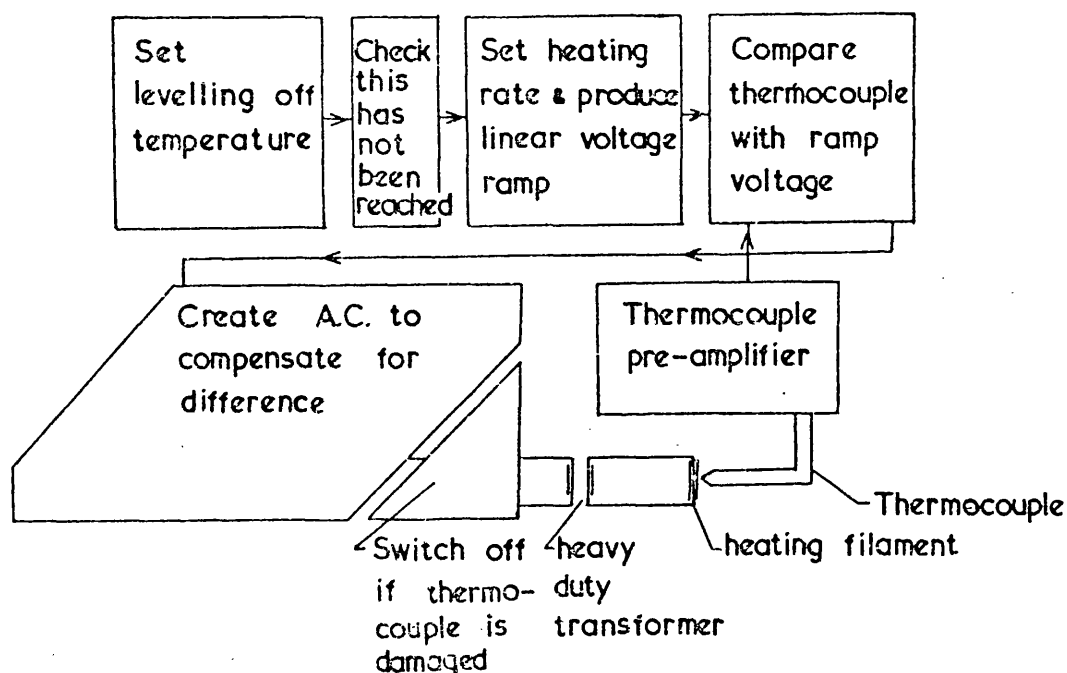 Set
levelling off
temperature
Check
this
has
not
been
reached
Set heating
rate & produce
linear voltage
ramp
Compare
thermocouple
with ramp
voltage
Create A.C. to
compensate for
difference
Thermocouple
pre-amplifier
Thermocouple
heating filament
Switch off
if thermo-
couple is
damaged
heavy
duty
transformer